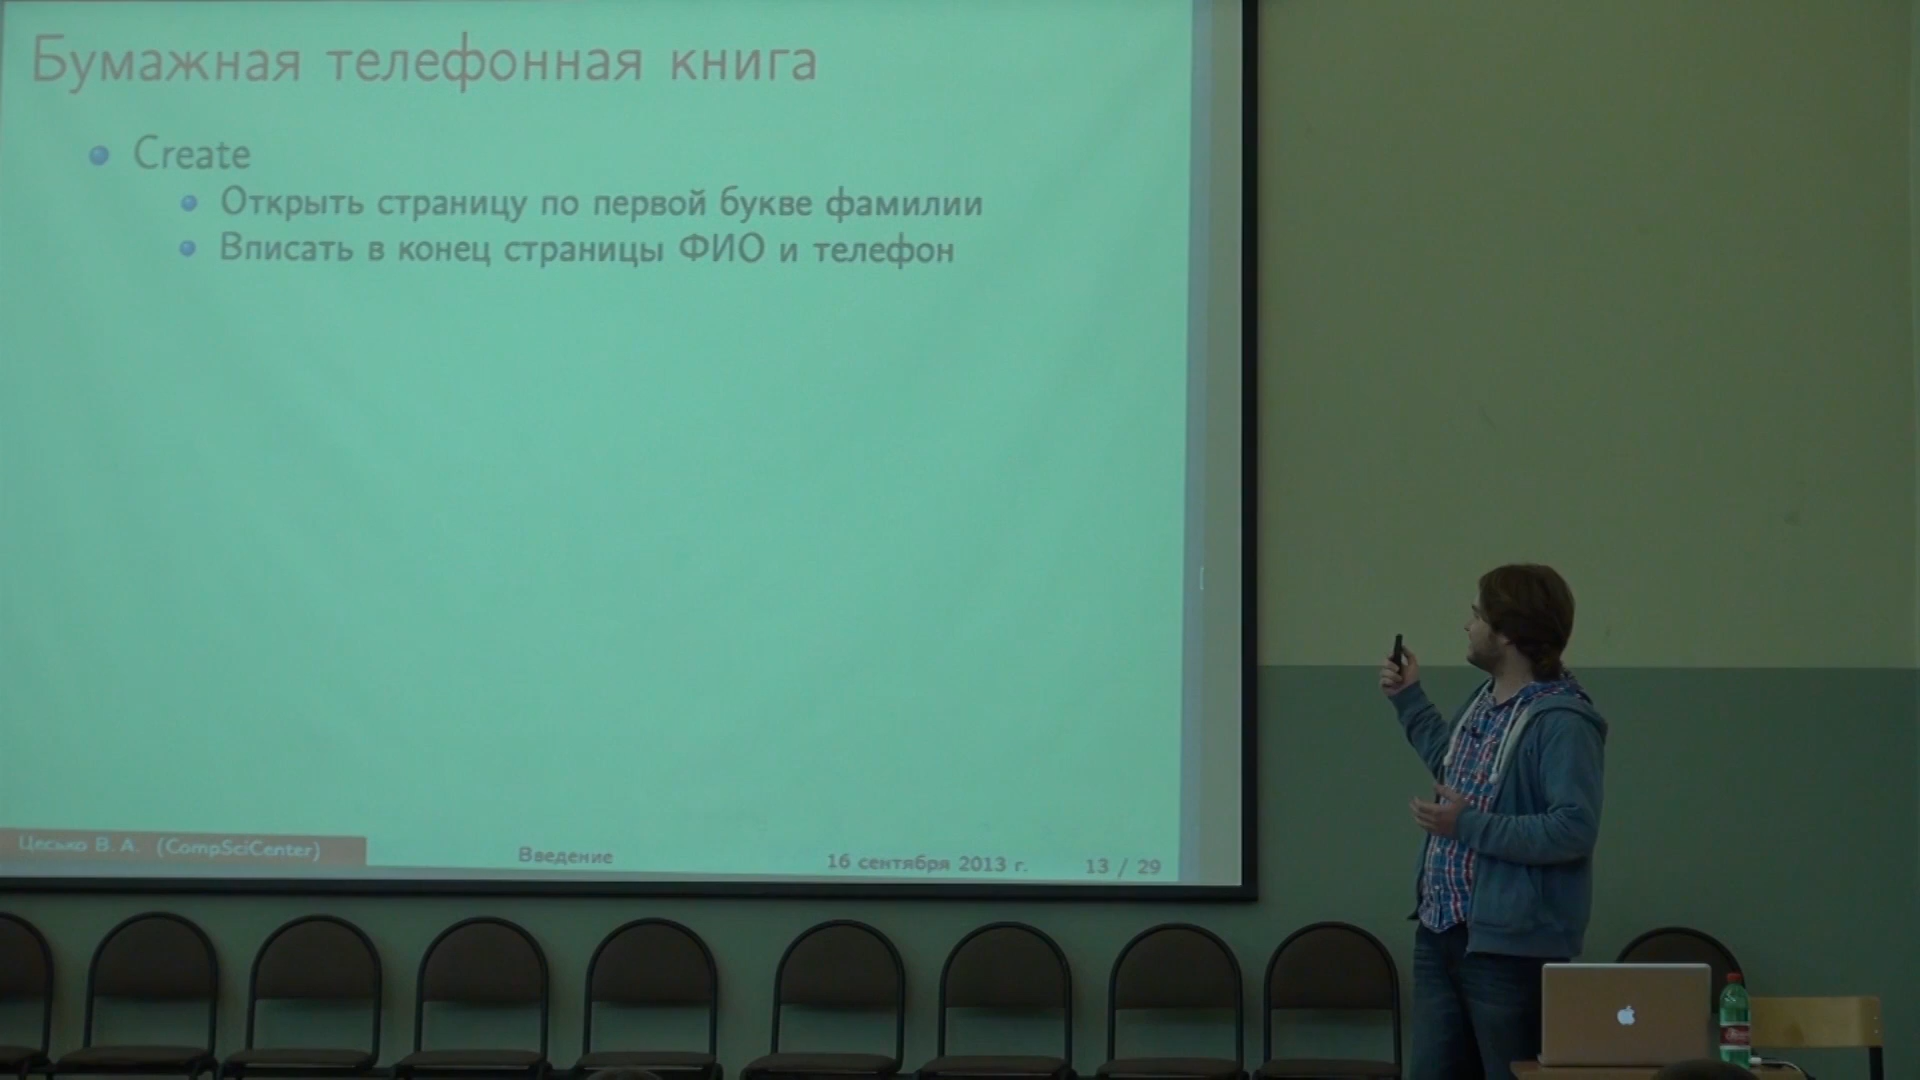 Бумажная телефонная книга
Create
Открыть страницу по первой букве фамилии
Вписать в конец страницы ФИО и телефон
Цесько В. А. (CompSciCenter)
Введение
16 сентября 2013 г.
13 / 29